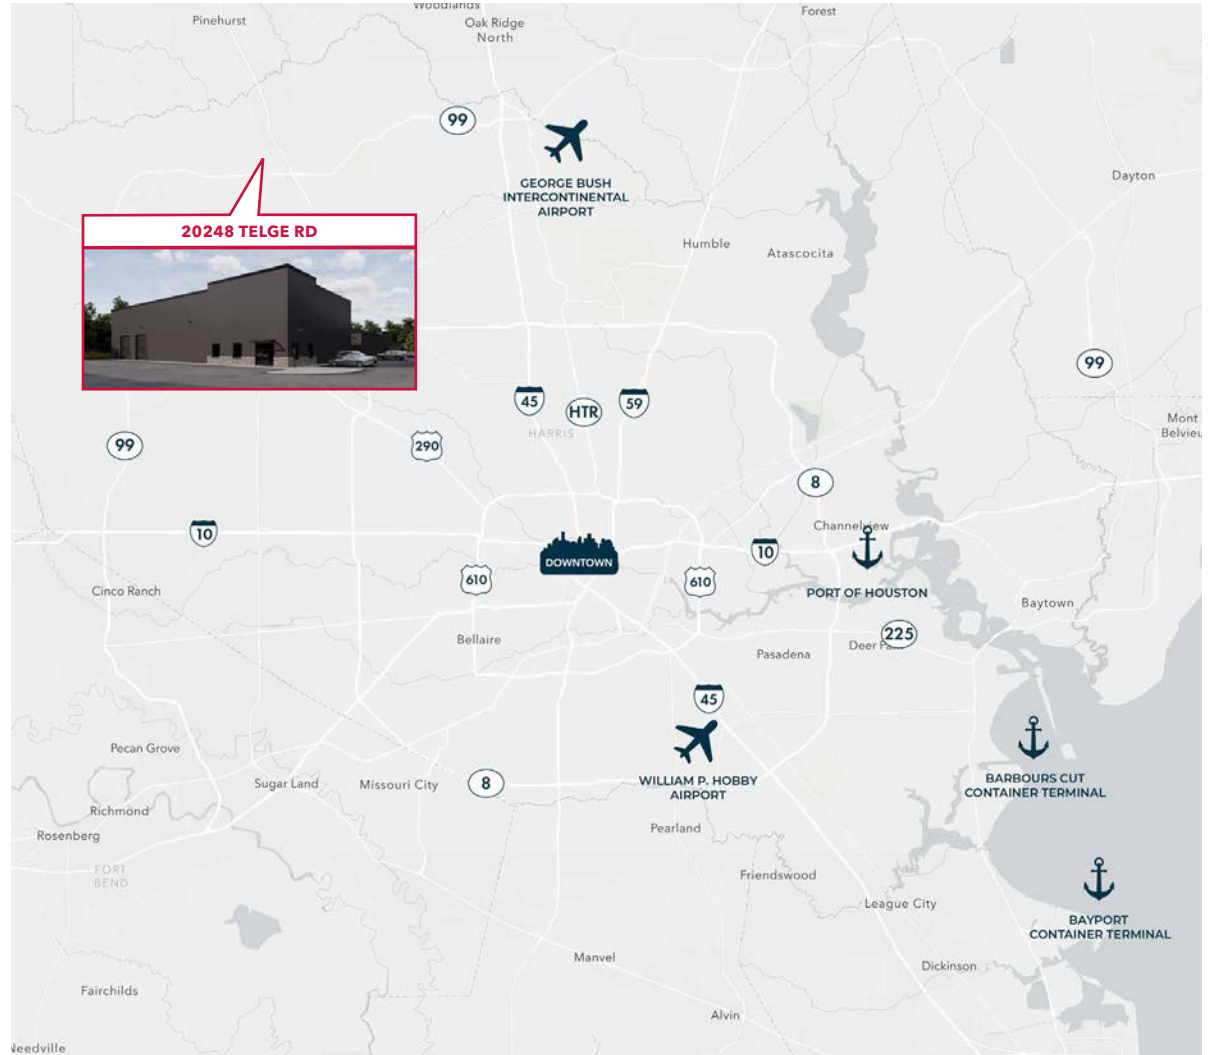 Woodlands
Pinehurst
Oak Ridge
North
Forest
99
GEORGE BUSH
INTERCONTINENTAL
AIRPORT
Dayton
20248 TELGE RD
Humble
Atascocita
99
45
HTR
59
HARRIS
Mont
Belvieu
99
290
8
Channelview
10
DOWNTOWN
10
610
610
PORT OF HOUSTON
Cinco Ranch
Baytown
Bellaire
225
Deer Pa
Pasadena
45
Pecan Grove
WILLIAM P. HOBBY
AIRPORT
BARBOURS CUT
CONTAINER TERMINAL
Sugar Land
Missouri City
8
Richmond
Rosenberg
Pearland
FORT
BEND
Friendswood
League City
BAYPORT
CONTAINER TERMINAL
Manvel
Dickinson
Fairchilds
Alvin
Needville